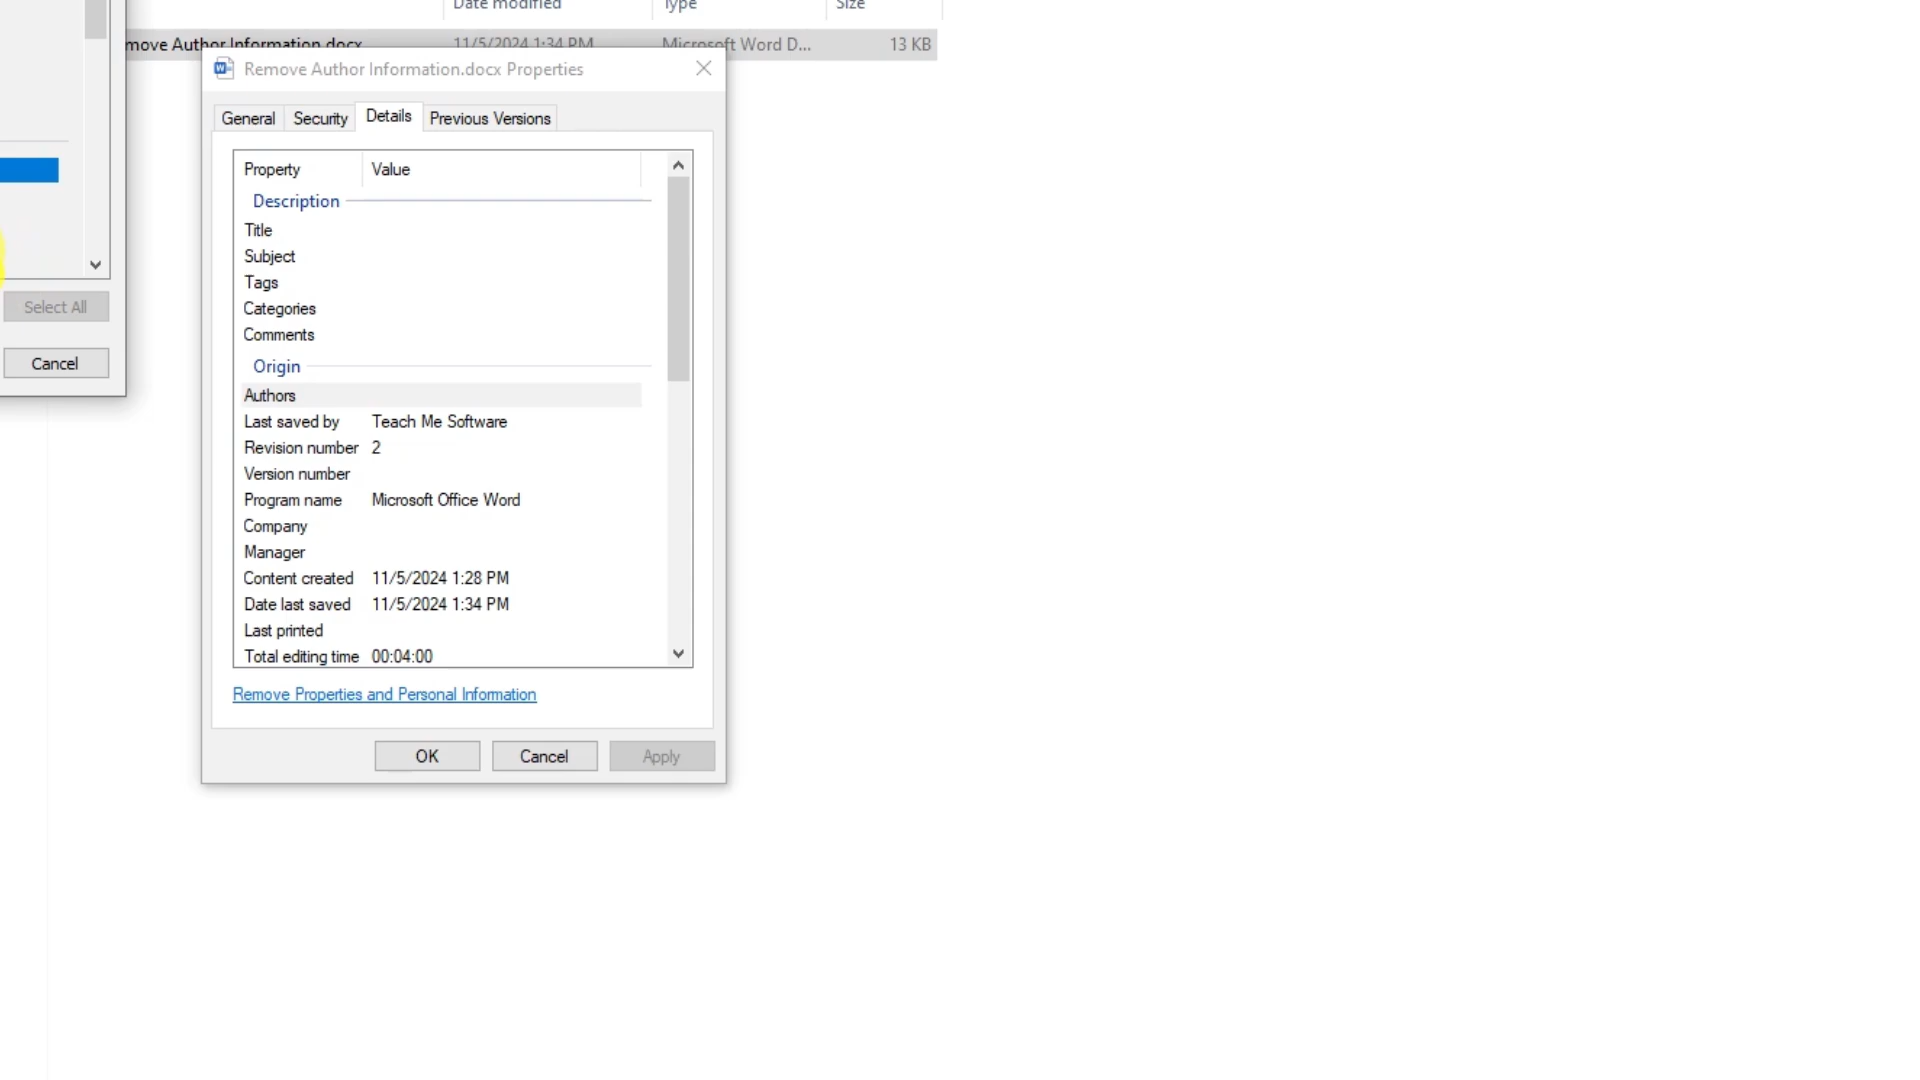 Date modified Type Size
move Author Information.docx 11/5/2024 1:34 PM Microsoft Word D... 13 KB
Remove Author Information.docx Properties
General Security Details Previous Versions
Property Value
Description
Title
Subject
Tags
Categories
Comments
Origin
Authors
Last saved by Teach Me Software
Revision number 2
Version number
Program name Microsoft Office Word
Company
Manager
Content created 11/5/2024 1:28 PM
Date last saved 11/5/2024 1:34 PM
Last printed
Total editing time 00:04:00
Remove Properties and Personal Information
OK Cancel Apply
Select All
Cancel